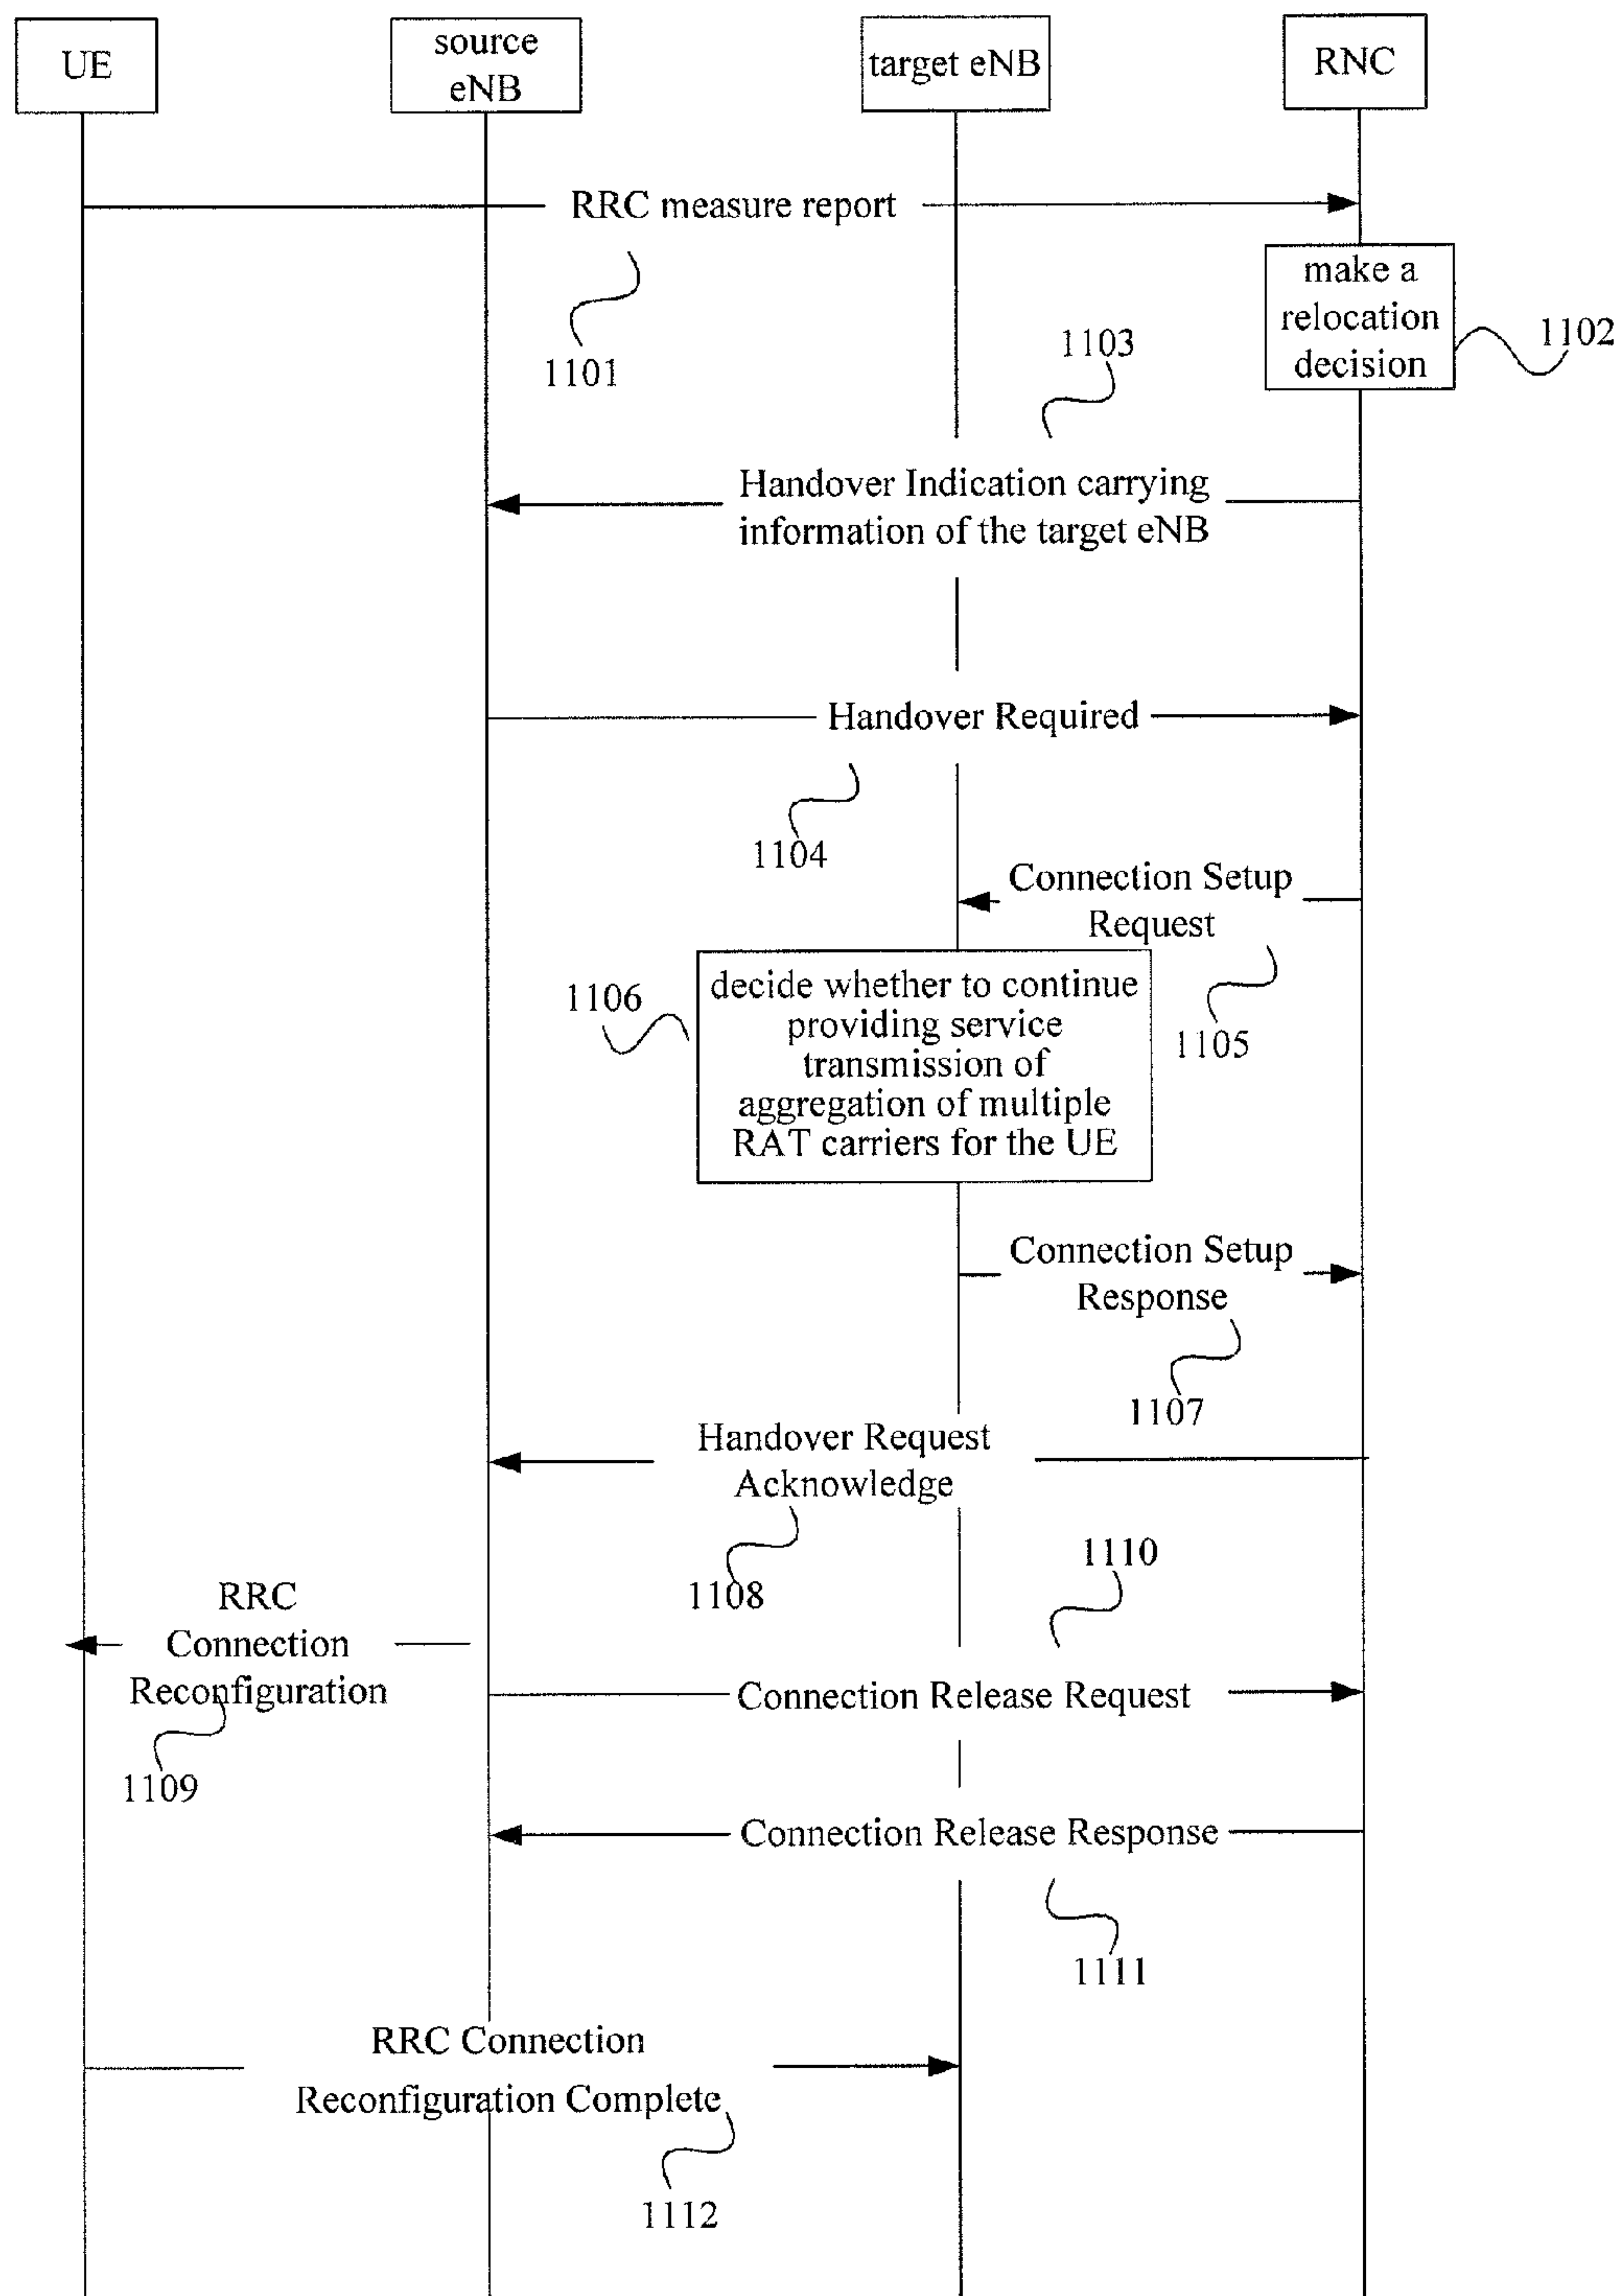 UE
source
eNB
target eNB
RNC
RRC measure report
1101
make a
relocation
decision
1102
1103
Handover Indication carrying
information of the target eNB
Handover Required
1104
Connection Setup
Request
1105
1106
decide whether to continue
providing service
transmission of
aggregation of multiple
RAT carriers for the UE
Connection Setup
Response
1107
Handover Request
Acknowledge
1108
RRC
Connection
Reconfiguration
1109
1110
Connection Release Request
Connection Release Response
1111
RRC Connection
Reconfiguration Complete
1112